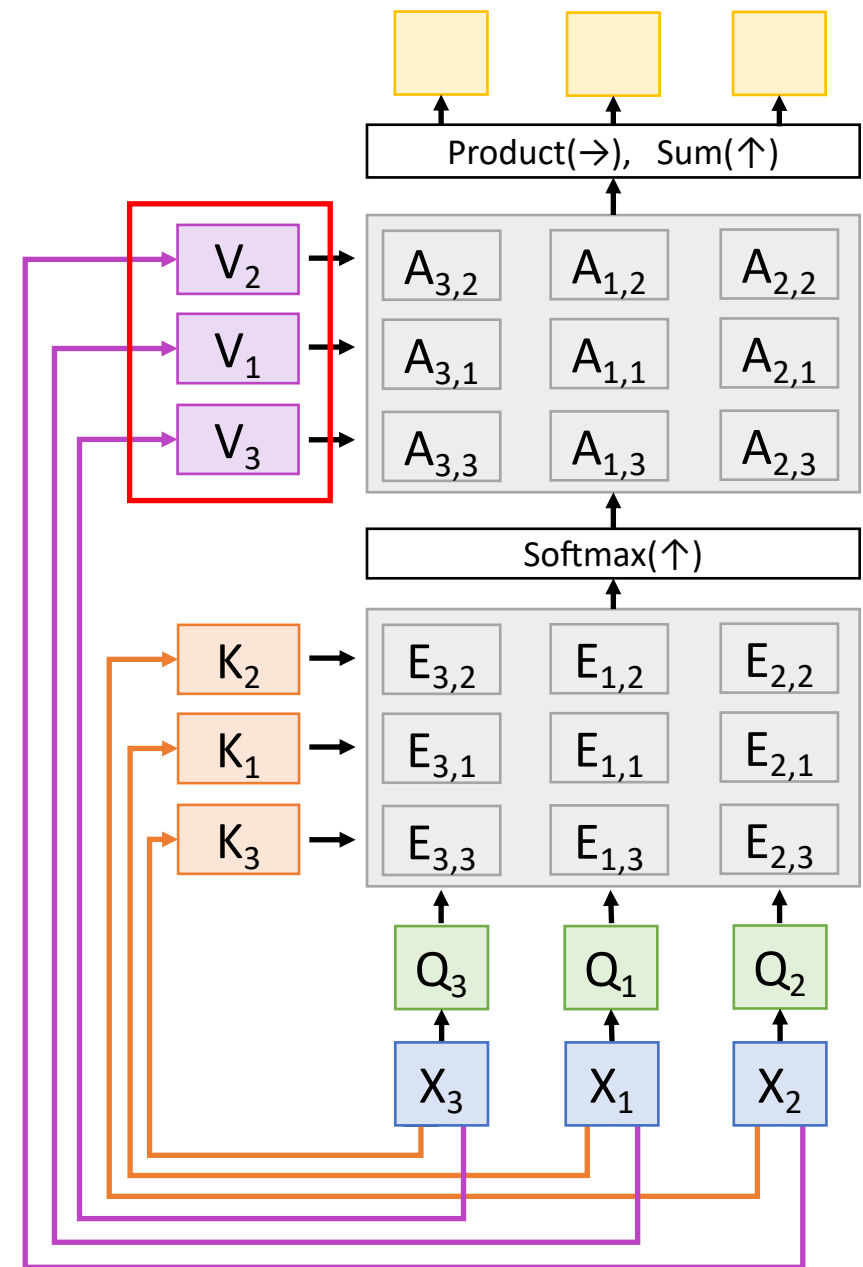 Product(→), Sum(↑)
V₂ A₃,₂ A₁,₂ A₂,₂
V₁ A₃,₁ A₁,₁ A₂,₁
V₃ A₃,₃ A₁,₃ A₂,₃
Softmax(↑)
K₂ E₃,₂ E₁,₂ E₂,₂
K₁ E₃,₁ E₁,₁ E₂,₁
K₃ E₃,₃ E₁,₃ E₂,₃
Q₃ Q₁ Q₂
X₃ X₁ X₂